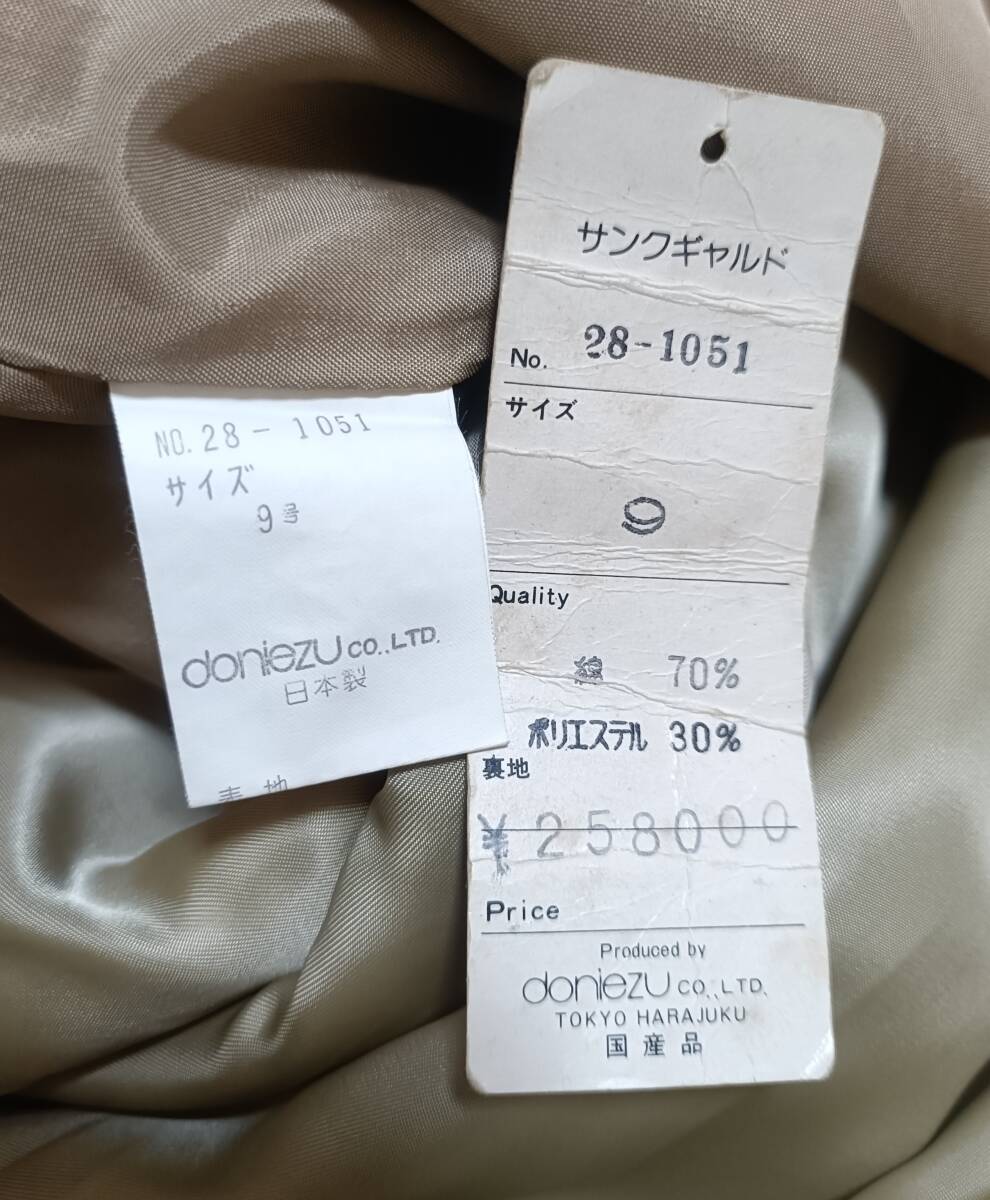 NO. 28 - 1051
サイズ
9号
doniezu CO., LTD.
日本製
サンクギャルド
No. 28-1051
サイズ
9
Quality
綿 70%
ポリエステル 30%
裏地
¥258000
Price
Produced by
doniezu CO., LTD.
TOKYO HARAJUKU
国産品